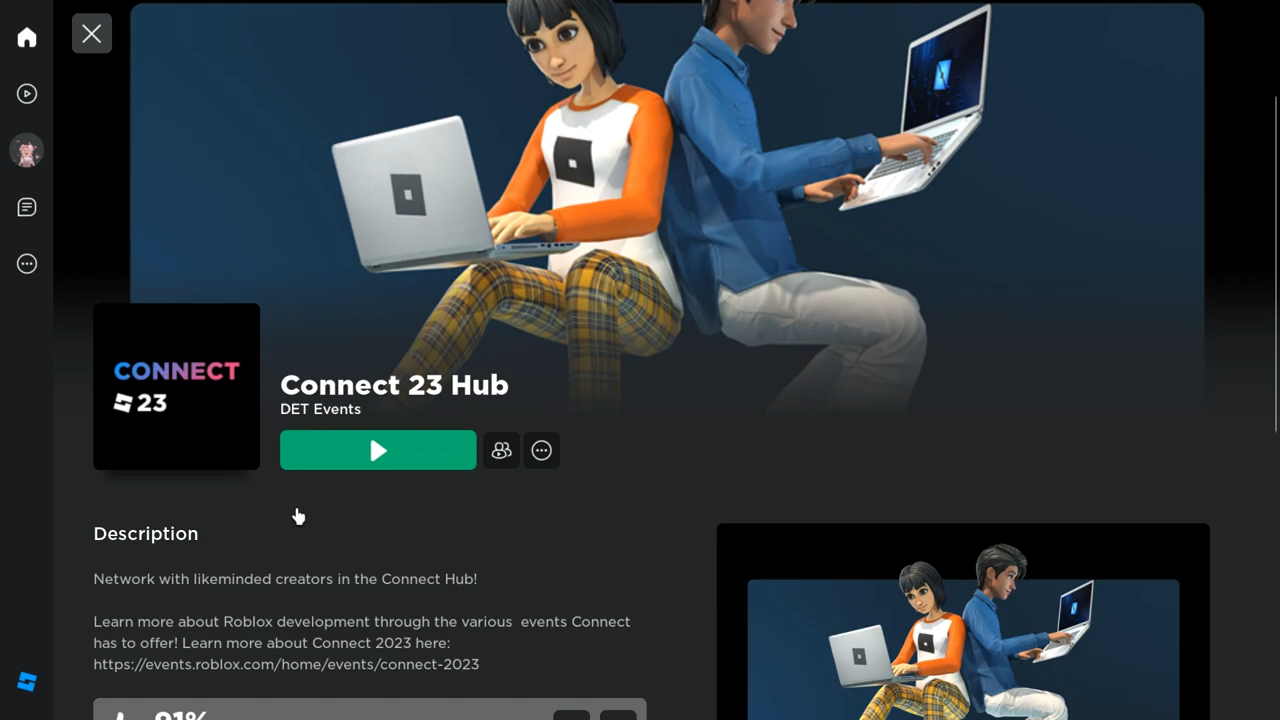 CONNECT
23
Connect 23 Hub
DET Events
Description
Network with likeminded creators in the Connect Hub!
Learn more about Roblox development through the various events Connect
has to offer! Learn more about Connect 2023 here:
https://events.roblox.com/home/events/connect-2023
91%